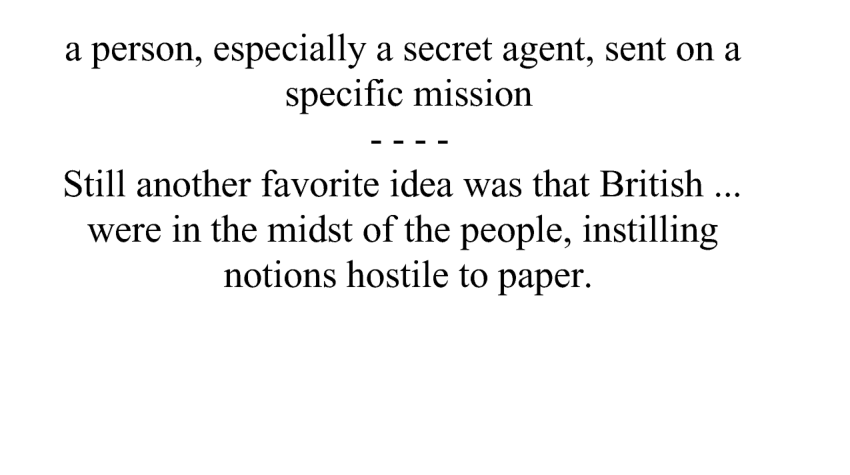 a person, especially a secret agent, sent on a
specific mission
- - - -
Still another favorite idea was that British ...
were in the midst of the people, instilling
notions hostile to paper.